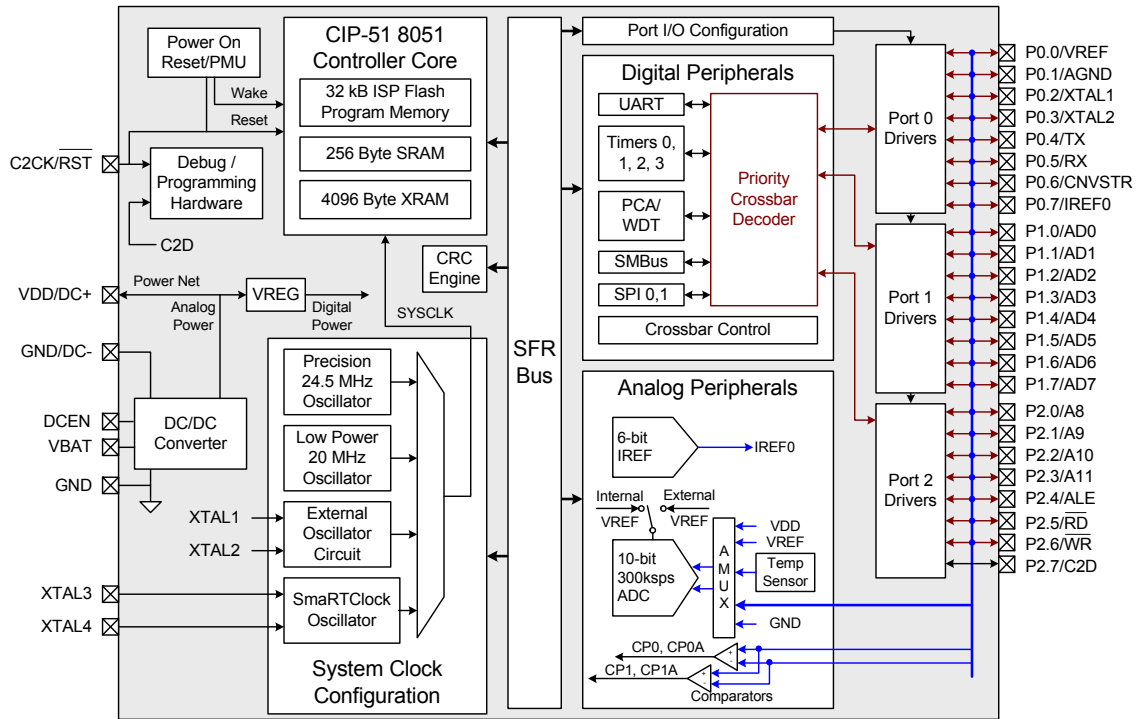 Power On
Reset/PMU
Wake
Reset
C2CK/RST
Debug /
Programming
Hardware
C2D
CIP-51 8051
Controller Core
32 kB ISP Flash
Program Memory
256 Byte SRAM
4096 Byte XRAM
CRC
Engine
SYSCLK
VDD/DC+
Power Net
Analog
Power
VREG
Digital
Power
GND/DC-
DCEN
VBAT
GND
DC/DC
Converter
XTAL1
XTAL2
XTAL3
XTAL4
Precision
24.5 MHz
Oscillator
Low Power
20 MHz
Oscillator
External
Oscillator
Circuit
SmaRTClock
Oscillator
System Clock
Configuration
SFR
Bus
Port I/O Configuration
Digital Peripherals
UART
Timers 0,
1, 2, 3
PCA/
WDT
SMBus
SPI 0,1
Priority
Crossbar
Decoder
Crossbar Control
Analog Peripherals
6-bit
IREF
IREF0
Internal
VREF
External
VREF
10-bit
300ksps
ADC
A
M
U
X
VDD
VREF
Temp
Sensor
GND
CP0, CP0A
+
-
CP1, CP1A
+
-
Comparators
Port 0
Drivers
Port 1
Drivers
Port 2
Drivers
P0.0/VREF
P0.1/AGND
P0.2/XTAL1
P0.3/XTAL2
P0.4/TX
P0.5/RX
P0.6/CNVSTR
P0.7/IREF0
P1.0/AD0
P1.1/AD1
P1.2/AD2
P1.3/AD3
P1.4/AD4
P1.5/AD5
P1.6/AD6
P1.7/AD7
P2.0/A8
P2.1/A9
P2.2/A10
P2.3/A11
P2.4/ALE
P2.5/RD
P2.6/WR
P2.7/C2D